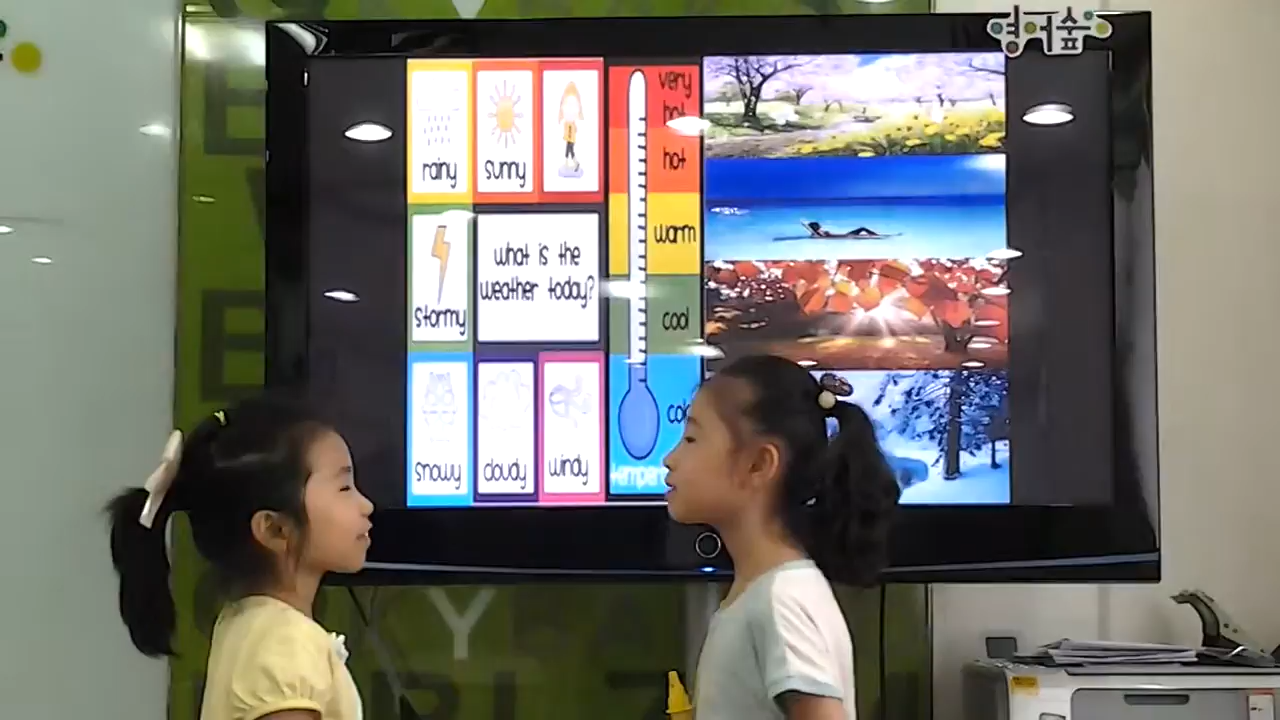 영어숲
rainy
sunny
stormy
what is the
weather today?
snowy
cloudy
windy
very
hot
hot
warm
cool